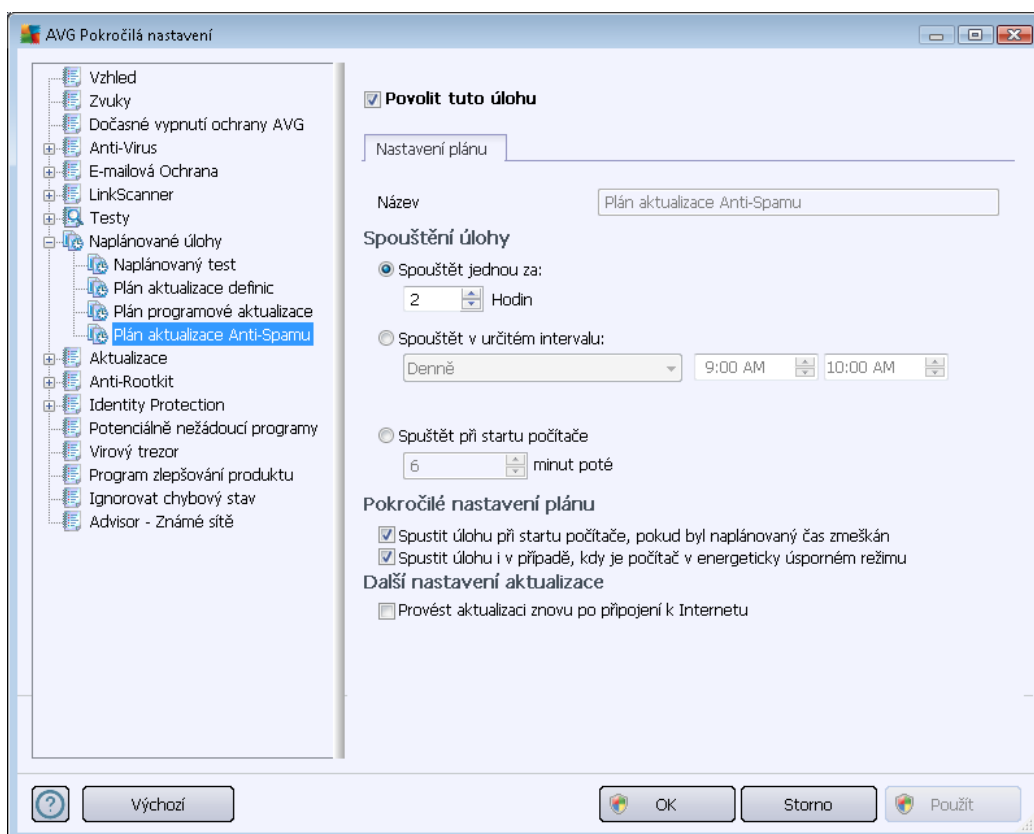 AVG Pokročilá nastavení
Vzhled
Zvuky
Dočasné vypnutí ochrany AVG
Anti-Virus
E-mailová Ochrana
LinkScanner
Testy
Naplánované úlohy
Naplánovaný test
Plán aktualizace definic
Plán programové aktualizace
Plán aktualizace Anti-Spamu
Aktualizace
Anti-Rootkit
Identity Protection
Potenciálně nežádoucí programy
Virový trezor
Program zlepšování produktu
Ignorovat chybový stav
Advisor - Známé sítě
Povolit tuto úlohu
Nastavení plánu
Název Plán aktualizace Anti-Spamu
Spouštění úlohy
Spouštět jednou za:
2 Hodin
Spouštět v určitém intervalu:
Denně 9:00 AM 10:00 AM
Spuštět při startu počítače
6 minut poté
Pokročilé nastavení plánu
Spustit úlohu při startu počítače, pokud byl naplánovaný čas zmeškán
Spustit úlohu i v případě, kdy je počítač v energeticky úsporném režimu
Další nastavení aktualizace
Provést aktualizaci znovu po připojení k Internetu
? Výchozí OK Storno Použít